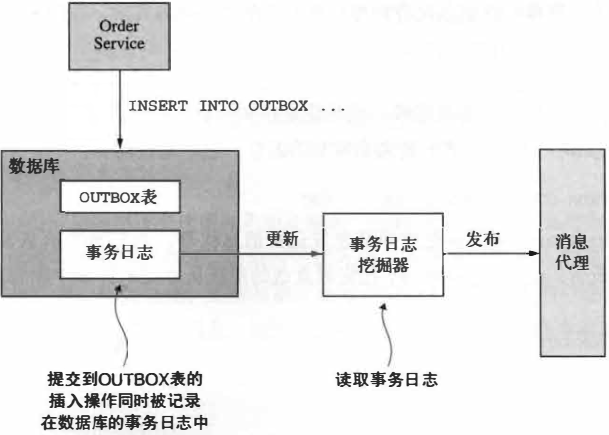 Order
Service
INSERT INTO OUTBOX ...
数据库
OUTBOX表
事务日志
更新
事务日志
挖掘器
发布
消息
代理
提交到OUTBOX表的
插入操作同时被记录
在数据库的事务日志中
读取事务日志